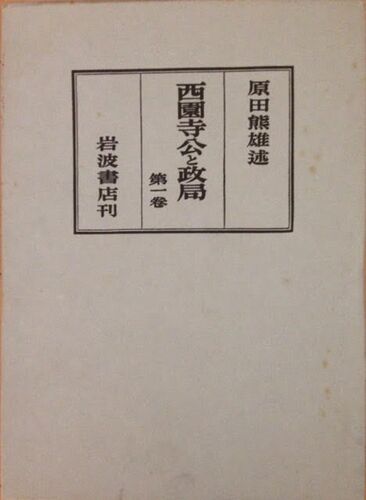 原田熊雄述
西園寺公と政局
第一卷
岩波書店刊